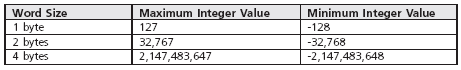 Word Size Maximum Integer Value Minimum Integer Value
1 byte 127 -128
2 bytes 32,767 -32,768
4 bytes 2,147,483,647 -2,147,483,648